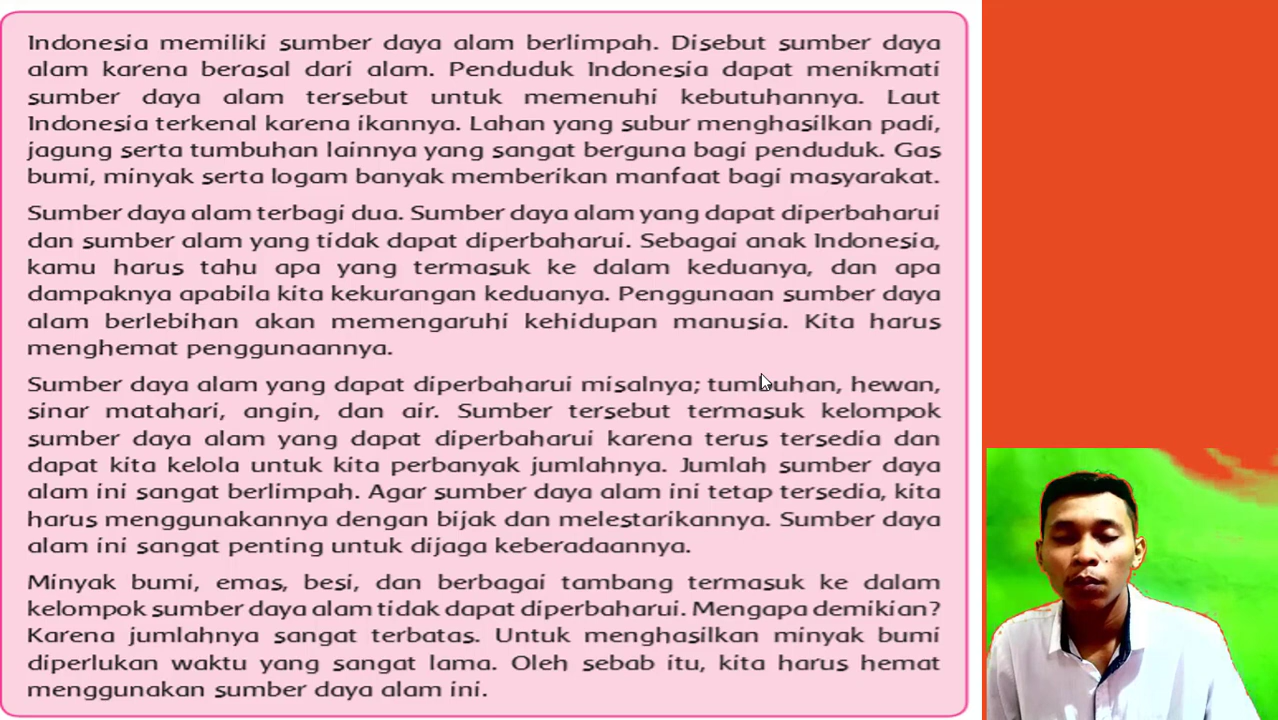 Indonesia memiliki sumber daya alam berlimpah. Disebut sumber daya
alam karena berasal dari alam. Penduduk Indonesia dapat menikmati
sumber daya alam tersebut untuk memenuhi kebutuhannya. Laut
Indonesia terkenal karena ikannya. Lahan yang subur menghasilkan padi,
jagung serta tumbuhan lainnya yang sangat berguna bagi penduduk. Gas
bumi, minyak serta logam banyak memberikan manfaat bagi masyarakat.
Sumber daya alam terbagi dua. Sumber daya alam yang dapat diperbaharui
dan sumber alam yang tidak dapat diperbaharui. Sebagai anak Indonesia,
kamu harus tahu apa yang termasuk ke dalam keduanya, dan apa
dampaknya apabila kita kekurangan keduanya. Penggunaan sumber daya
alam berlebihan akan memengaruhi kehidupan manusia. Kita harus
menghemat penggunaannya.
Sumber daya alam yang dapat diperbaharui misalnya; tumbuhan, hewan,
sinar matahari, angin, dan air. Sumber tersebut termasuk kelompok
sumber daya alam yang dapat diperbaharui karena terus tersedia dan
dapat kita kelola untuk kita perbanyak jumlahnya. Jumlah sumber daya
alam ini sangat berlimpah. Agar sumber daya alam ini tetap tersedia, kita
harus menggunakannya dengan bijak dan melestarikannya. Sumber daya
alam ini sangat penting untuk dijaga keberadaannya.
Minyak bumi, emas, besi, dan berbagai tambang termasuk ke dalam
kelompok sumber daya alam tidak dapat diperbaharui. Mengapa demikian?
Karena jumlahnya sangat terbatas. Untuk menghasilkan minyak bumi
diperlukan waktu yang sangat lama. Oleh sebab itu, kita harus hemat
menggunakan sumber daya alam ini.